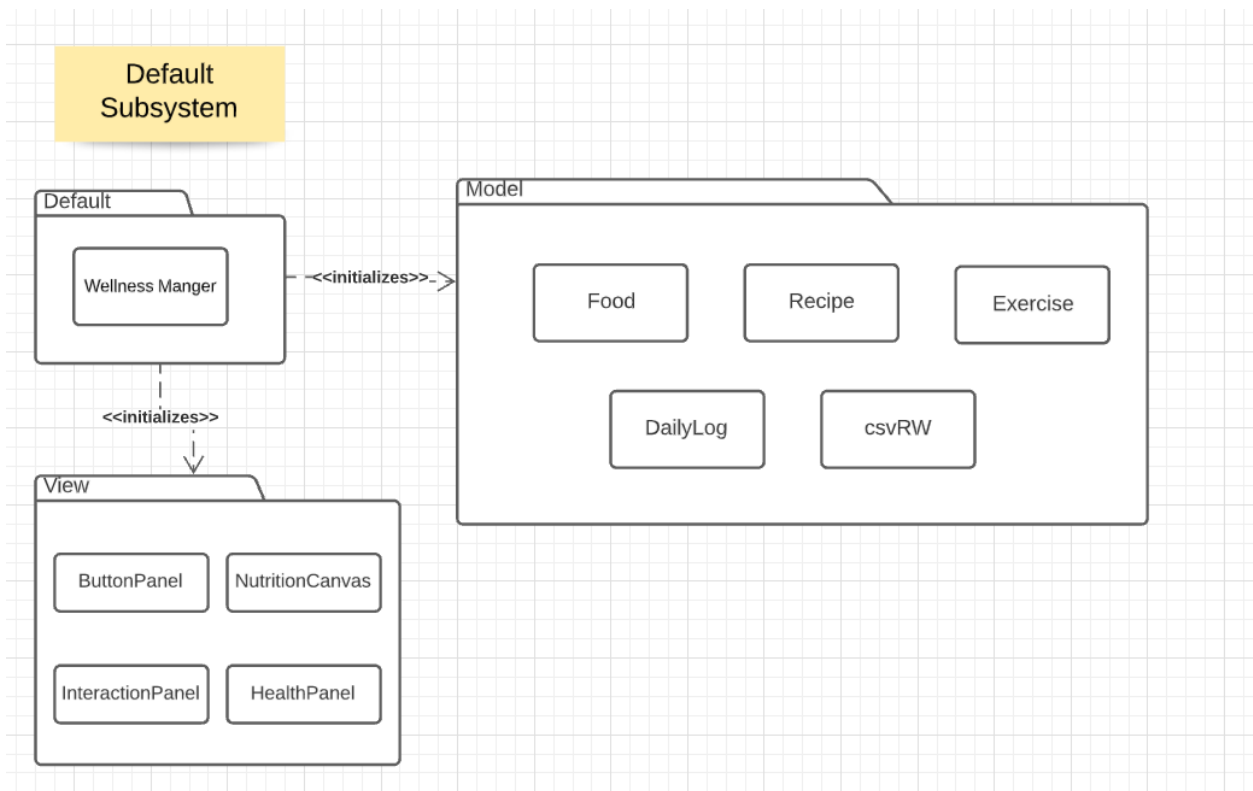 Default
Subsystem
Default
Wellness Manger
<<initializes>>
Model
Food
Recipe
Exercise
DailyLog
csvRW
<<initializes>>
View
ButtonPanel
NutritionCanvas
InteractionPanel
HealthPanel